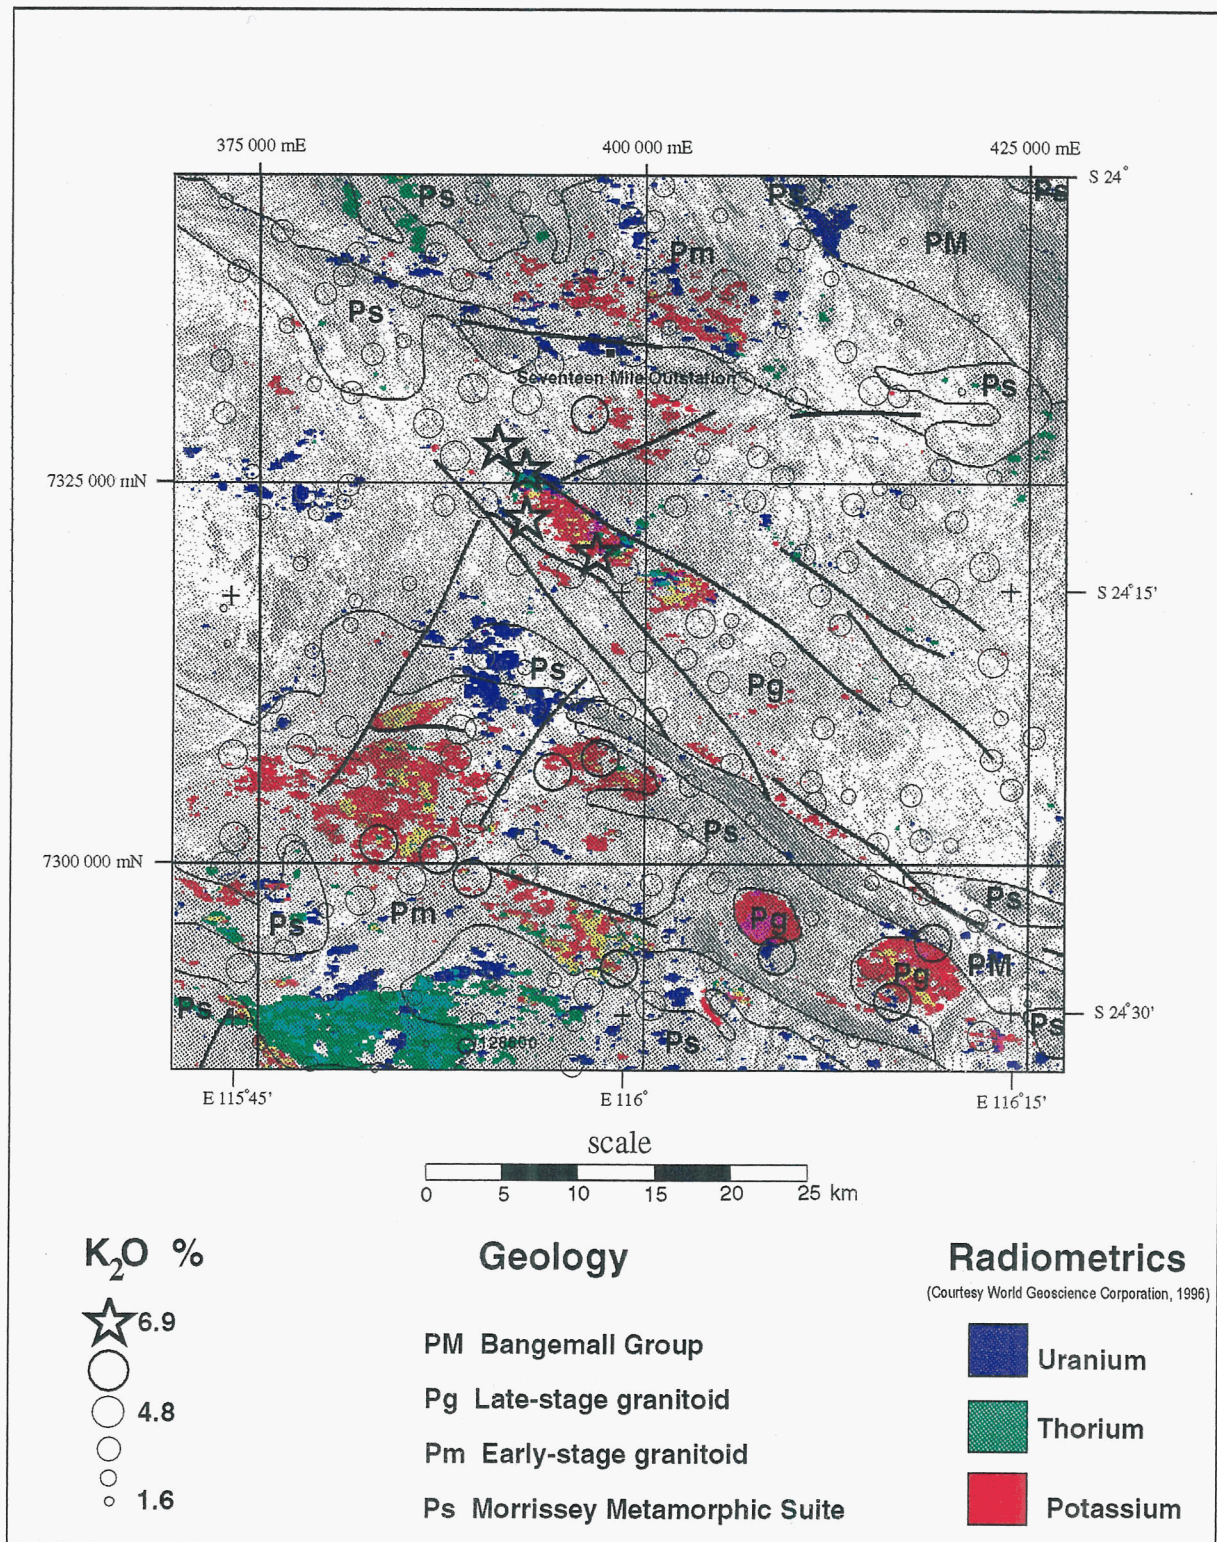 375 000 mE
400 000 mE
425 000 mE
S 24°
Ps
Ps
Ps
PM
Pm
Ps
Seventeen Mile Outstation
Ps
7325 000 mN
S 24°15'
Ps
Pg
Ps
7300 000 mN
Ps
Pm
Ps
Pg
Pg
PM
Ps
Ps
Ps
128600
S 24°30'
E 115°45'
E 116°
E 116°15'
scale
0 5 10 15 20 25 km
K2O %
6.9
4.8
1.6
Geology
PM Bangemall Group
Pg Late-stage granitoid
Pm Early-stage granitoid
Ps Morrissey Metamorphic Suite
Radiometrics
(Courtesy World Geoscience Corporation, 1996)
Uranium
Thorium
Potassium